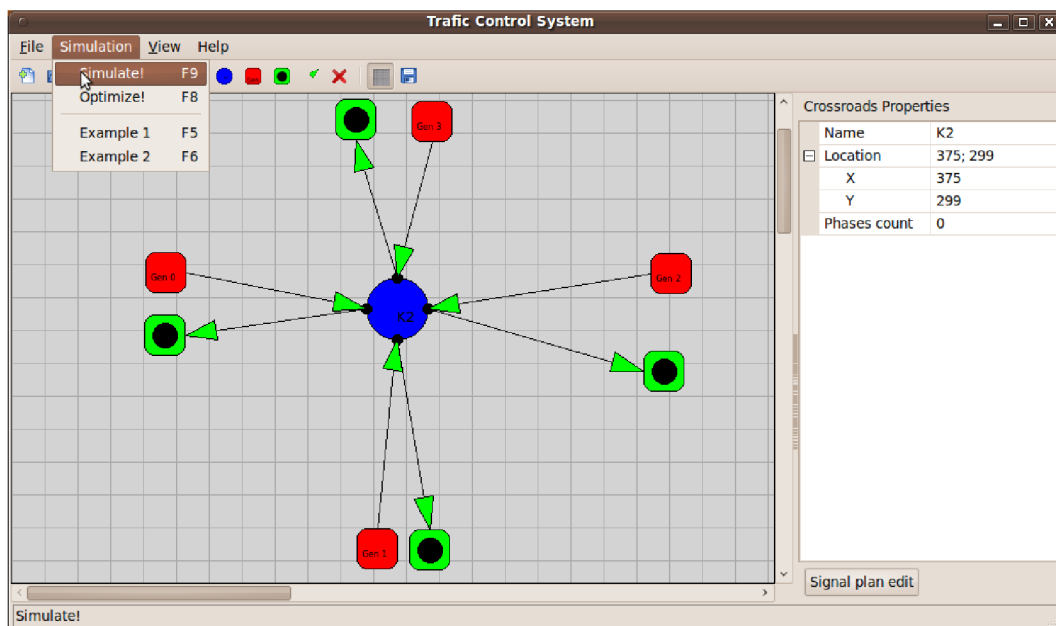 Trafic Control System
File Simulation View Help
Simulate! F9
Optimize! F8
Example 1 F5
Example 2 F6
Gen
Gen 3
Gen 0
Gen 2
K2
Gen 1
Crossroads Properties
Name K2
Location 375; 299
X 375
Y 299
Phases count 0
Signal plan edit
Simulate!